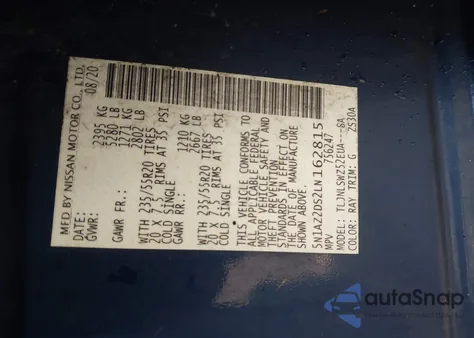 MFD BY NISSAN MOTOR CO., LTD.
DATE: 08/20
GVWR: 2395 KG
5280 LB
GAWR FR.: 1271 KG
2802 LB
WITH 235/55R20 TIRES
20 X 7.5 RIMS AT 35 PSI
COLD SINGLE
GAWR RR.: 1210 KG
2667 LB
WITH 235/55R20 TIRES
20 X 7.5 RIMS AT 35 PSI
COLD SINGLE
*THIS VEHICLE CONFORMS TO
ALL APPLICABLE FEDERAL
MOTOR VEHICLE SAFETY AND
THEFT PREVENTION
STANDARDS IN EFFECT ON
THE DATE OF MANUFACTURE
SHOWN ABOVE.
MPV 756247
MODEL: TLJNLSWZ52EUA---8A
COLOR: RAY TRIM: G 2S30A
autoSnap